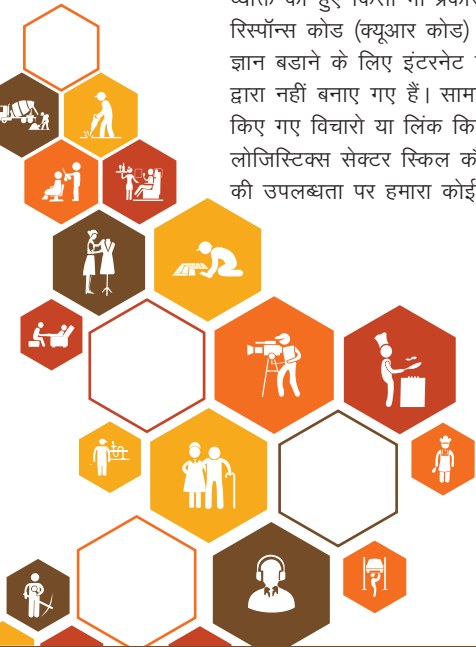 रिस्पॉन्स कोड (क्यूआर कोड)
ज्ञान बडाने के लिए इंटरनेट
द्वारा नहीं बनाए गए हैं। साम
किए गए विचारो या लिंक कि
लोजिस्टिक्स सेक्टर स्किल कौ
की उपलब्धता पर हमारा कोई